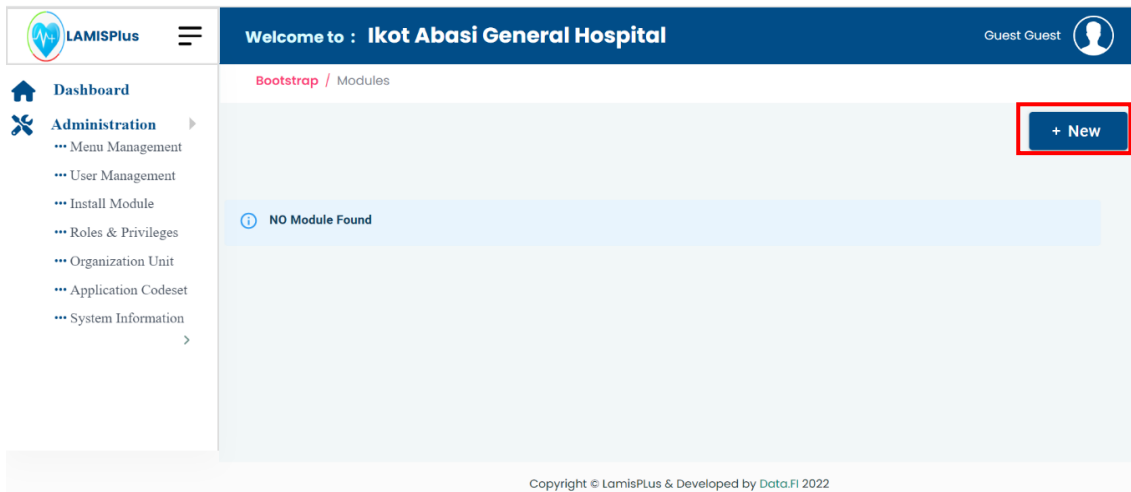 LAMISPlus
Welcome to : Ikot Abasi General Hospital
Guest Guest
Bootstrap / Modules
Dashboard
Administration
••• Menu Management
••• User Management
••• Install Module
••• Roles & Privileges
••• Organization Unit
••• Application Codeset
••• System Information
+ New
NO Module Found
Copyright © LamisPLus & Developed by Data.FI 2022